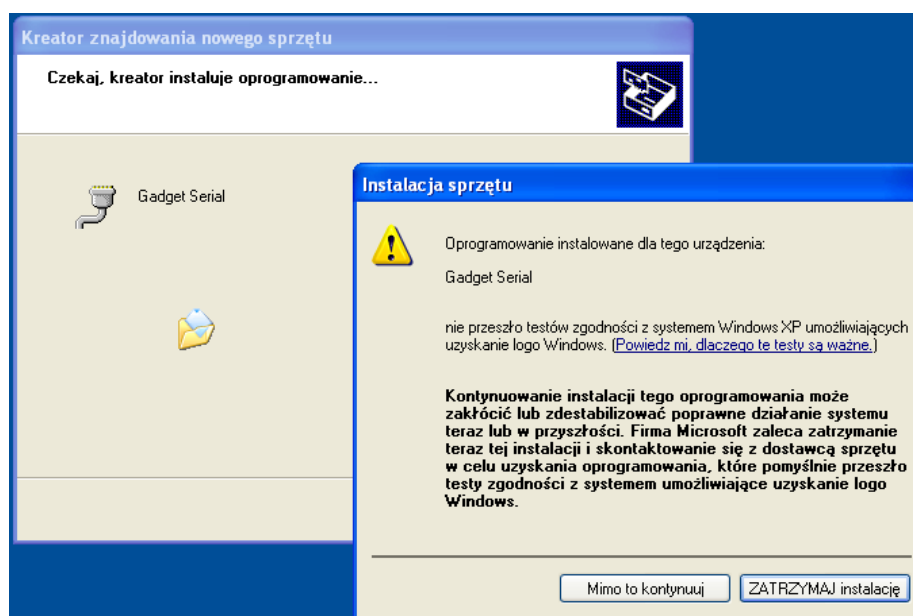 Kreator znajdowania nowego sprzętu
Czekaj, kreator instaluje oprogramowanie...
Gadget Serial
Instalacja sprzętu
Oprogramowanie instalowane dla tego urządzenia:
Gadget Serial
nie przeszło testów zgodności z systemem Windows XP umożliwiających
uzyskanie logo Windows. (Powiedz mi, dlaczego te testy są ważne.)
Kontynuowanie instalacji tego oprogramowania może
zakłócić lub zdestabilizować poprawne działanie systemu
teraz lub w przyszłości. Firma Microsoft zaleca zatrzymanie
teraz tej instalacji i skontaktowanie się z dostawcą sprzętu
w celu uzyskania oprogramowania, które pomyślnie przeszło
testy zgodności z systemem umożliwiające uzyskanie logo
Windows.
Mimo to kontynuuj
ZATRZYMAJ instalację